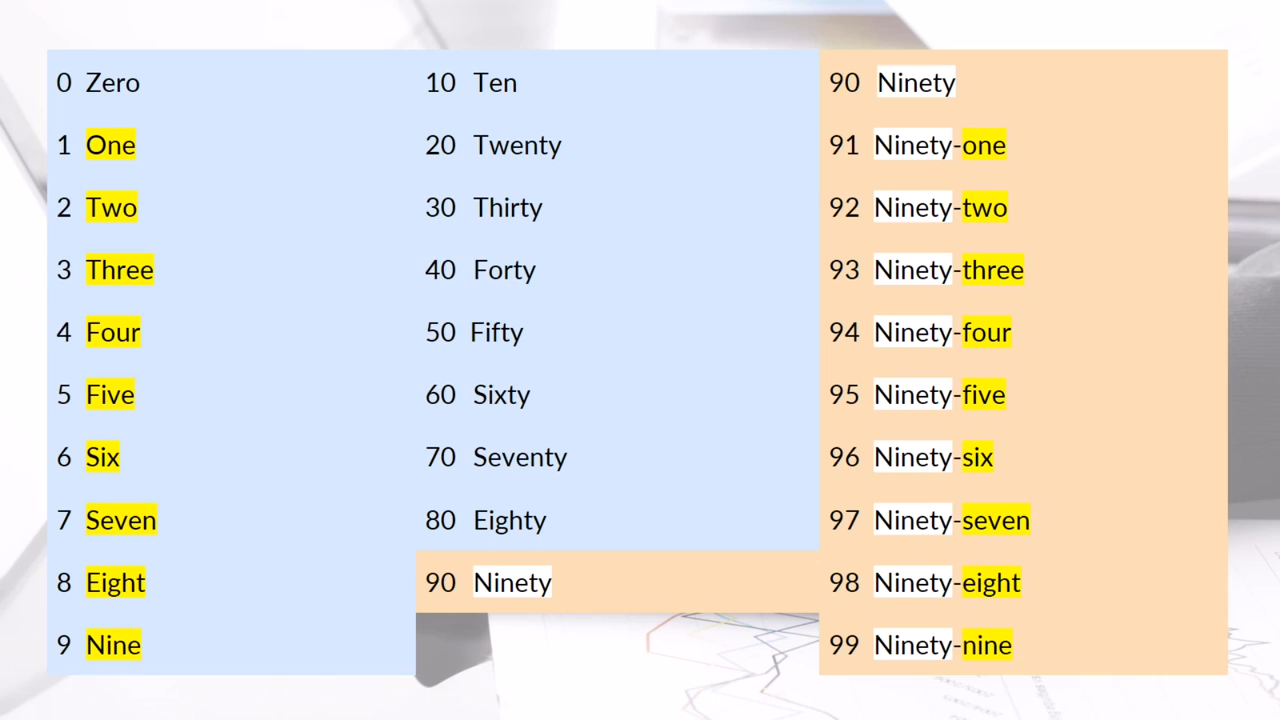 0 Zero
1 One
2 Two
3 Three
4 Four
5 Five
6 Six
7 Seven
8 Eight
9 Nine
10 Ten
20 Twenty
30 Thirty
40 Forty
50 Fifty
60 Sixty
70 Seventy
80 Eighty
90 Ninety
90 Ninety
91 Ninety-one
92 Ninety-two
93 Ninety-three
94 Ninety-four
95 Ninety-five
96 Ninety-six
97 Ninety-seven
98 Ninety-eight
99 Ninety-nine